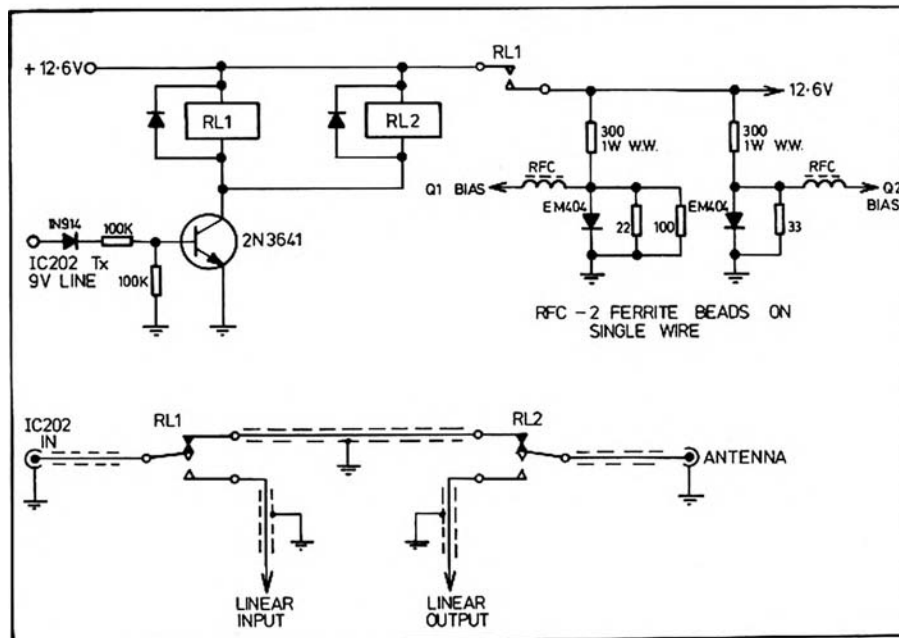 RL1
+ 12·6V
12·6V
RL1
RL2
300
1W W.W.
300
1W W.W.
RFC
RFC
Q1 BIAS
Q2
BIAS
EM404
EM404
22
100
33
1N914
100K
2N3641
IC202 Tx
9V LINE
100K
RFC - 2 FERRITE BEADS ON
SINGLE WIRE
IC202
IN
RL1
RL2
ANTENNA
LINEAR
INPUT
LINEAR
OUTPUT